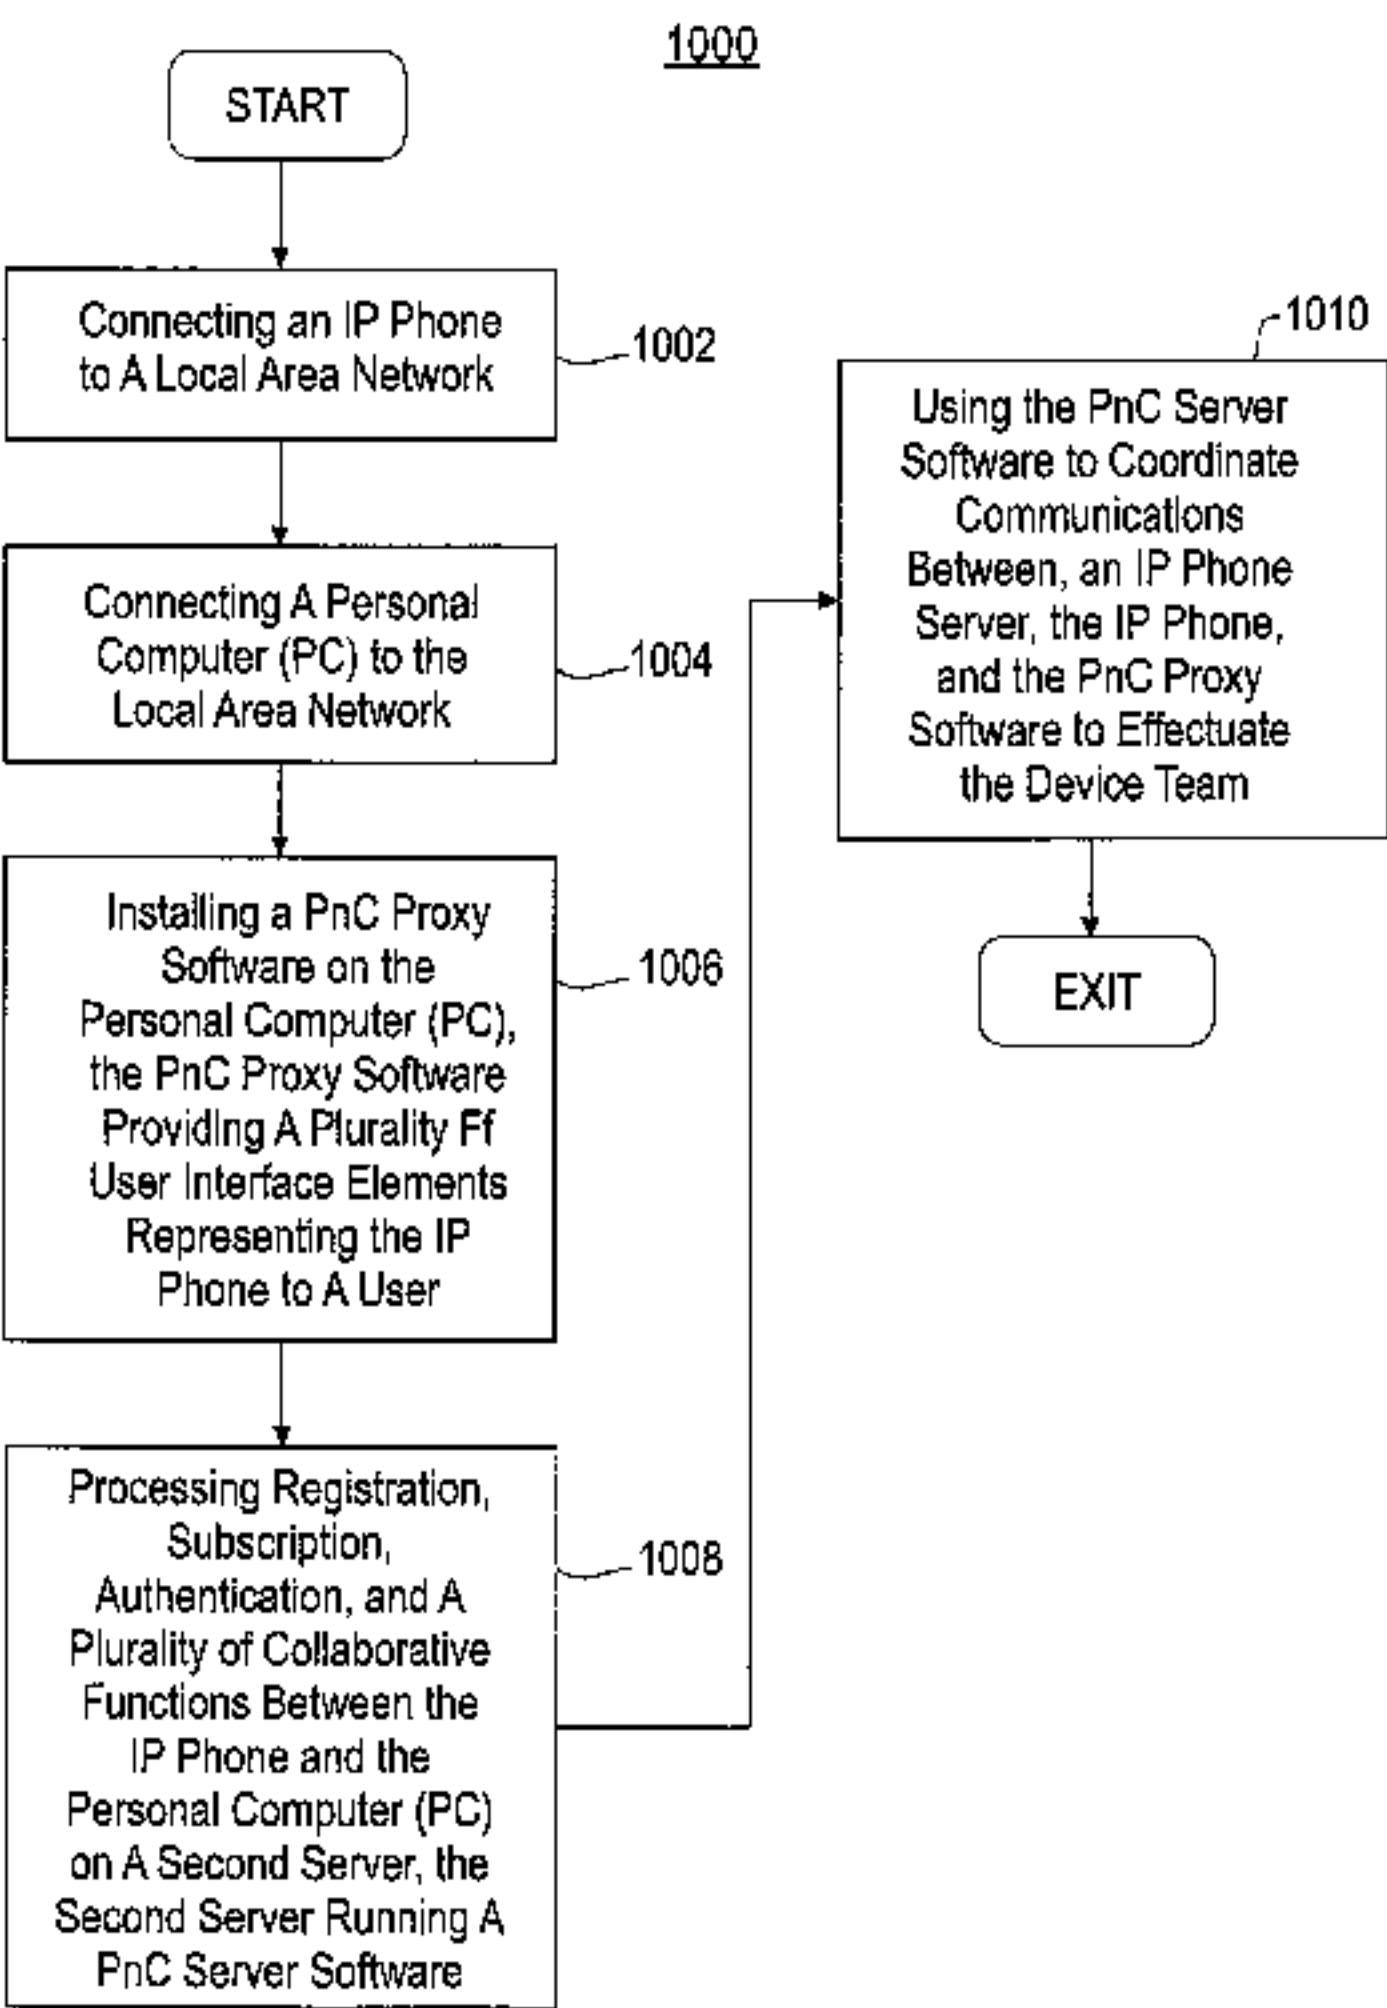 1000
START
Connecting an IP Phone
to A Local Area Network
1002
Connecting A Personal
Computer (PC) to the
Local Area Network
1004
Installing a PnC Proxy
Software on the
Personal Computer (PC),
the PnC Proxy Software
Providing A Plurality Ff
User Interface Elements
Representing the IP
Phone to A User
1006
Processing Registration,
Subscription,
Authentication, and A
Plurality of Collaborative
Functions Between the
IP Phone and the
Personal Computer (PC)
on A Second Server, the
Second Server Running A
PnC Server Software
1008
1010
Using the PnC Server
Software to Coordinate
Communications
Between, an IP Phone
Server, the IP Phone,
and the PnC Proxy
Software to Effectuate
the Device Team
EXIT